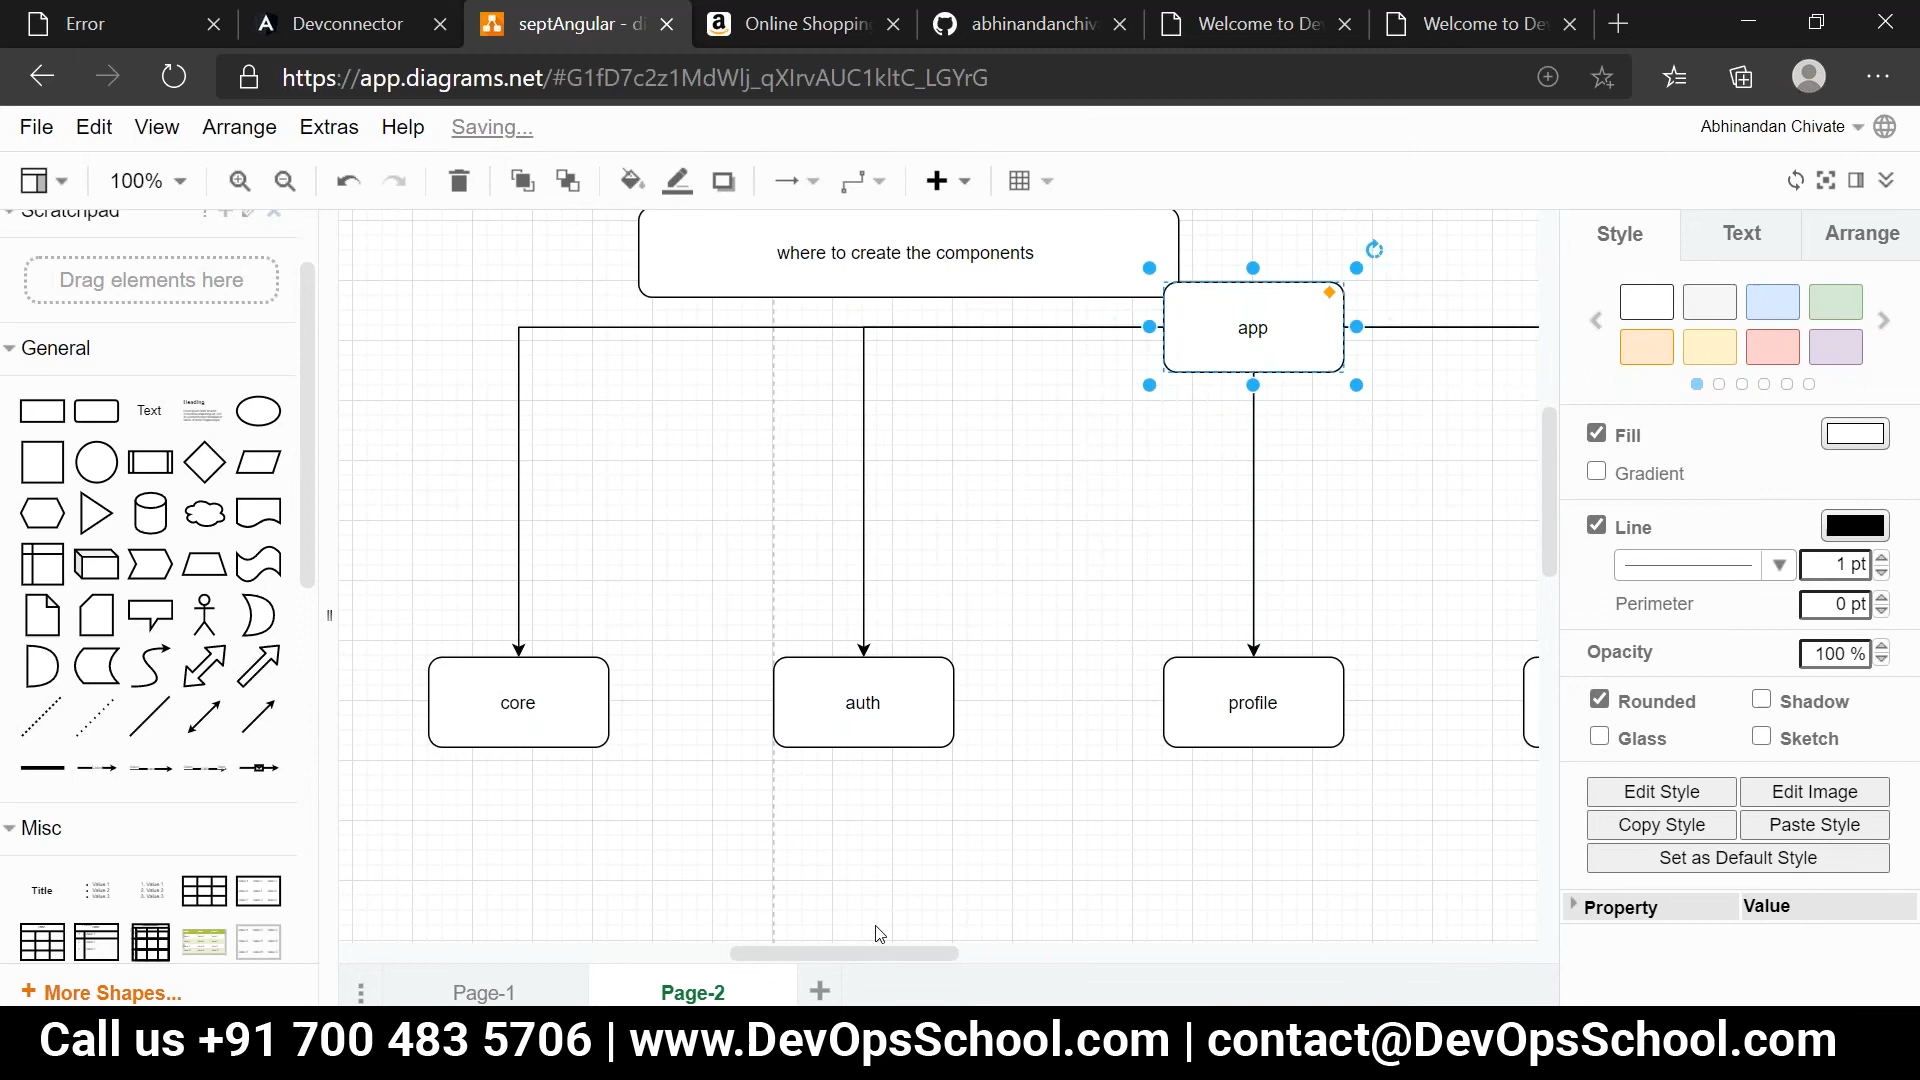 Error
Devconnector
septAngular - di
Online Shopping
abhinandanchiv
Welcome to De
Welcome to De
https://app.diagrams.net/#G1fD7c2z1MdWlj_qXIrvAUC1kltC_LGYrG
File Edit View Arrange Extras Help Saving...
Abhinandan Chivate
100%
Scratchpad
Drag elements here
General
Text
Heading
Misc
Title
+ More Shapes...
where to create the components
app
core
auth
profile
Page-1
Page-2
Style Text Arrange
Fill
Gradient
Line
1 pt
Perimeter
0 pt
Opacity
100 %
Rounded
Shadow
Glass
Sketch
Edit Style
Edit Image
Copy Style
Paste Style
Set as Default Style
Property
Value
Call us +91 700 483 5706 | www.DevOpsSchool.com | contact@DevOpsSchool.com